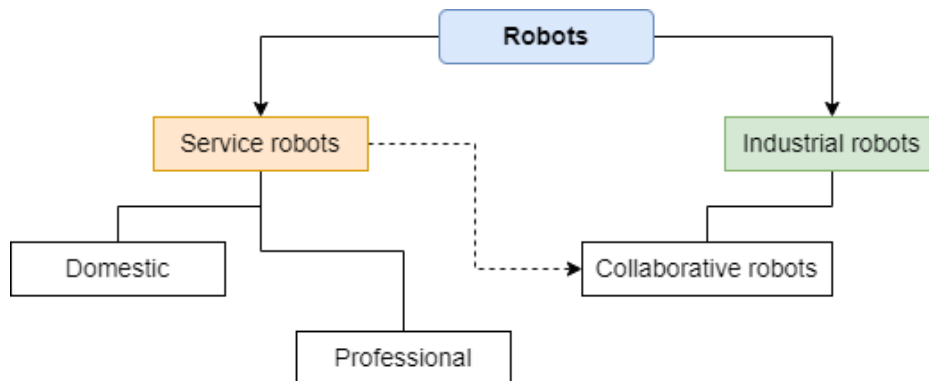 Robots
Service robots
Industrial robots
Domestic
Collaborative robots
Professional